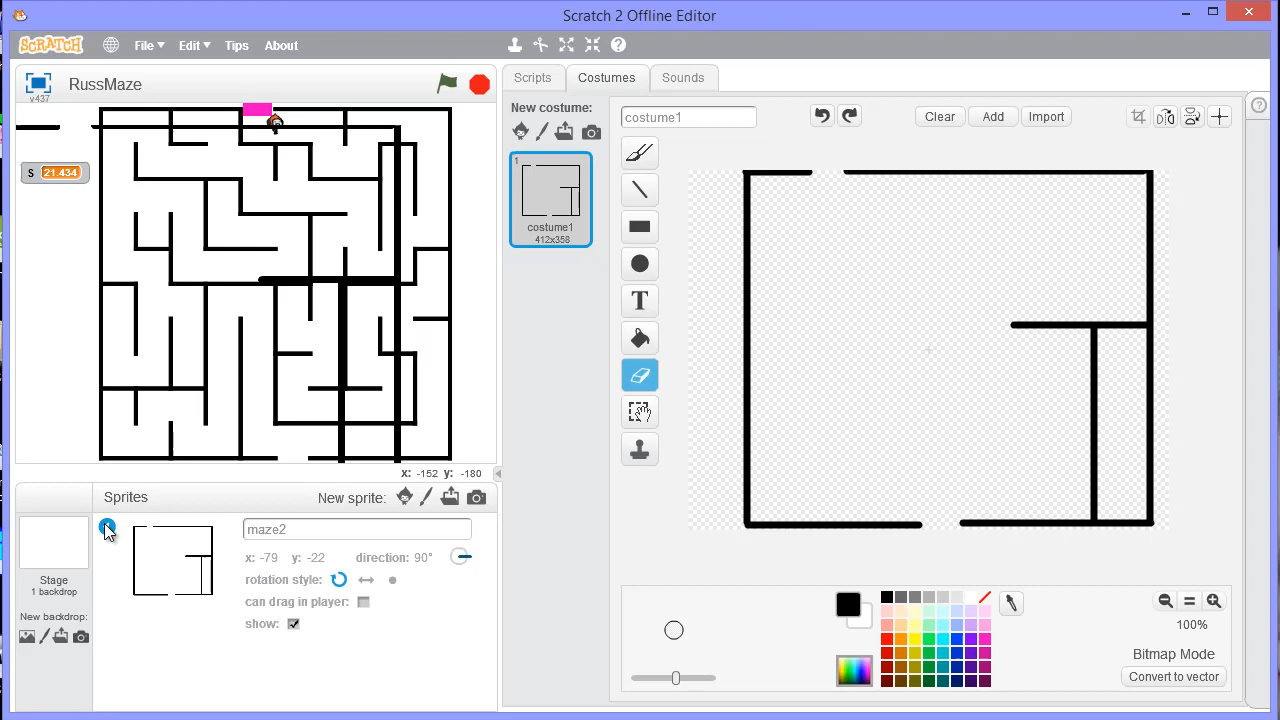 Scratch 2 Offline Editor
SCRATCH File Edit Tips About
v437
RussMaze
S 21.434
x: -152 y: -180
Scripts Costumes Sounds
New costume:
costume1
1
costume1
412x358
Clear Add Import
T
100%
Bitmap Mode
Convert to vector
Sprites
New sprite:
Stage
1 backdrop
New backdrop:
maze2
x: -79 y: -22 direction: 90°
rotation style:
can drag in player:
show: